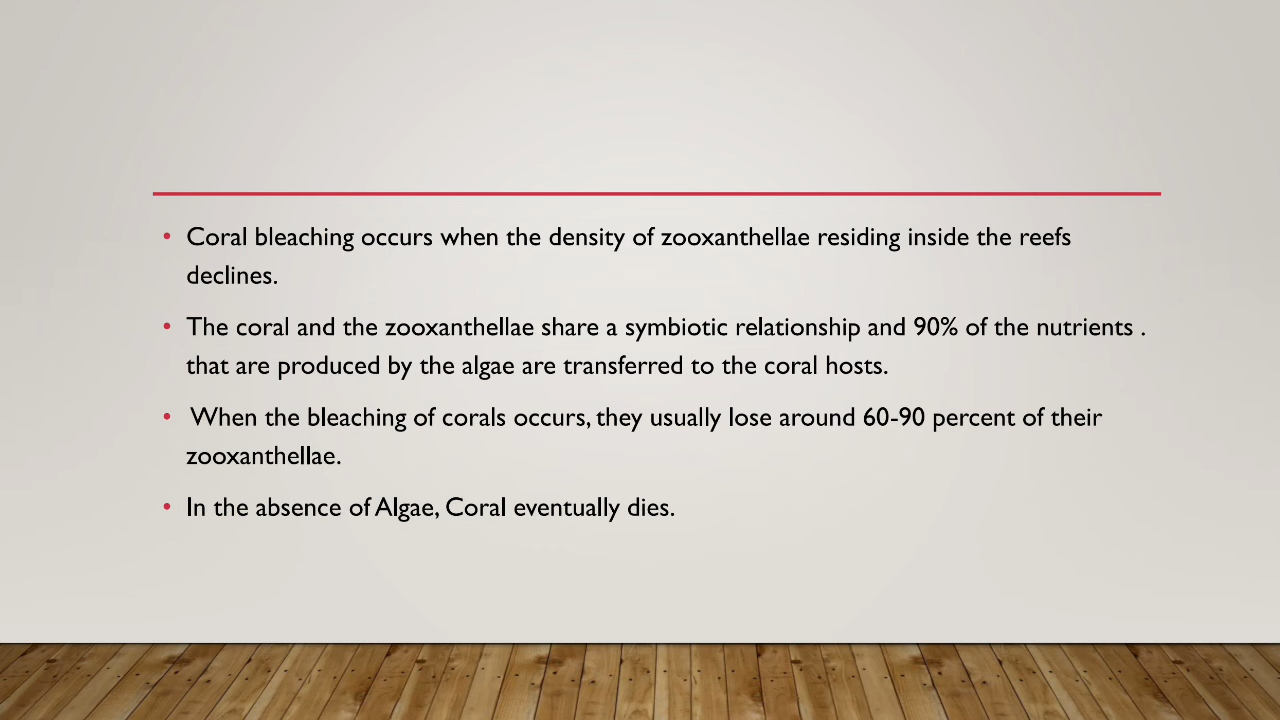 • Coral bleaching occurs when the density of zooxanthellae residing inside the reefs
declines.
• The coral and the zooxanthellae share a symbiotic relationship and 90% of the nutrients .
that are produced by the algae are transferred to the coral hosts.
• When the bleaching of corals occurs, they usually lose around 60-90 percent of their
zooxanthellae.
• In the absence of Algae, Coral eventually dies.